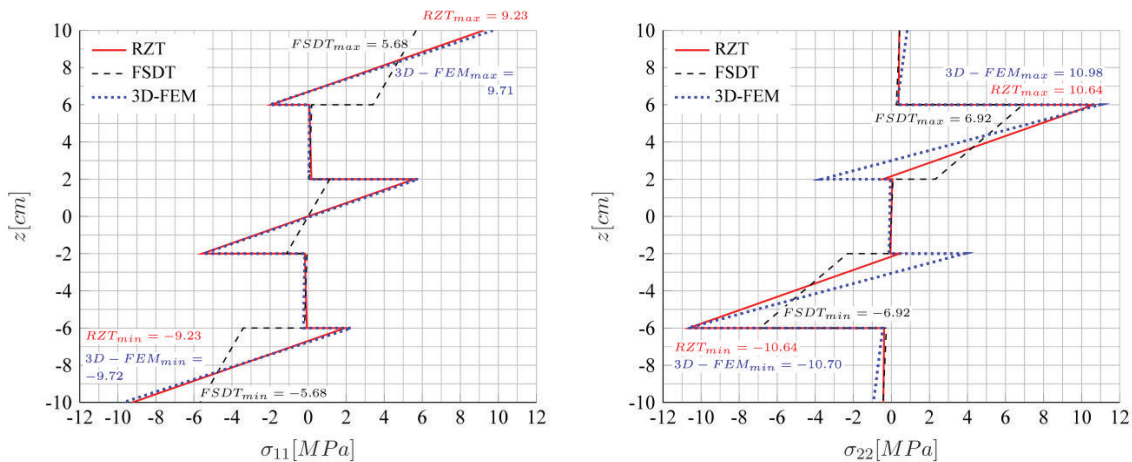 RZT_max = 9.23
10
8
6
4
2
0
-2
-4
-6
-8
-10
z[cm]
RZT
FSDT
3D-FEM
FSDT_max = 5.68
3D − FEM_max =
9.71
RZT_min = −9.23
3D − FEM_min =
−9.72
FSDT_min = −5.68
-12 -10 -8 -6 -4 -2 0 2 4 6 8 10 12
σ_11[MPa]
10
8
6
4
2
0
-2
-4
-6
-8
-10
z[cm]
RZT
FSDT
3D-FEM
3D − FEM_max = 10.98
RZT_max = 10.64
FSDT_max = 6.92
FSDT_min = −6.92
RZT_min = −10.64
3D − FEM_min = −10.70
-12 -10 -8 -6 -4 -2 0 2 4 6 8 10 12
σ_22[MPa]